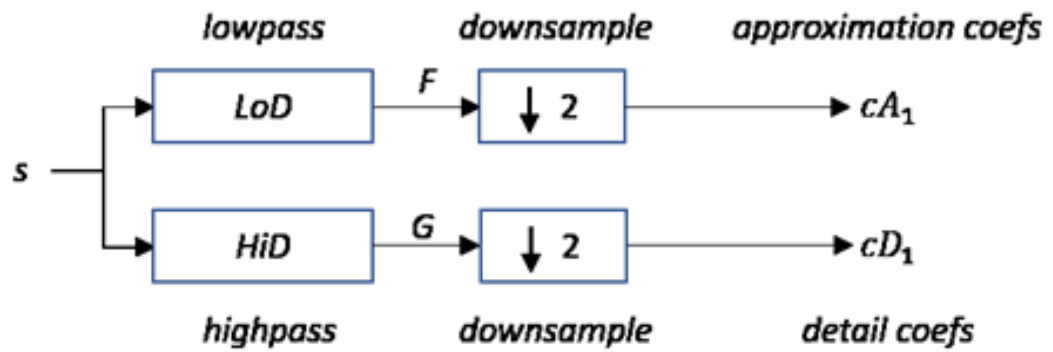 lowpass downsample approximation coefs
F
LoD ↓ 2 cA₁
s
G
HiD ↓ 2 cD₁
highpass downsample detail coefs